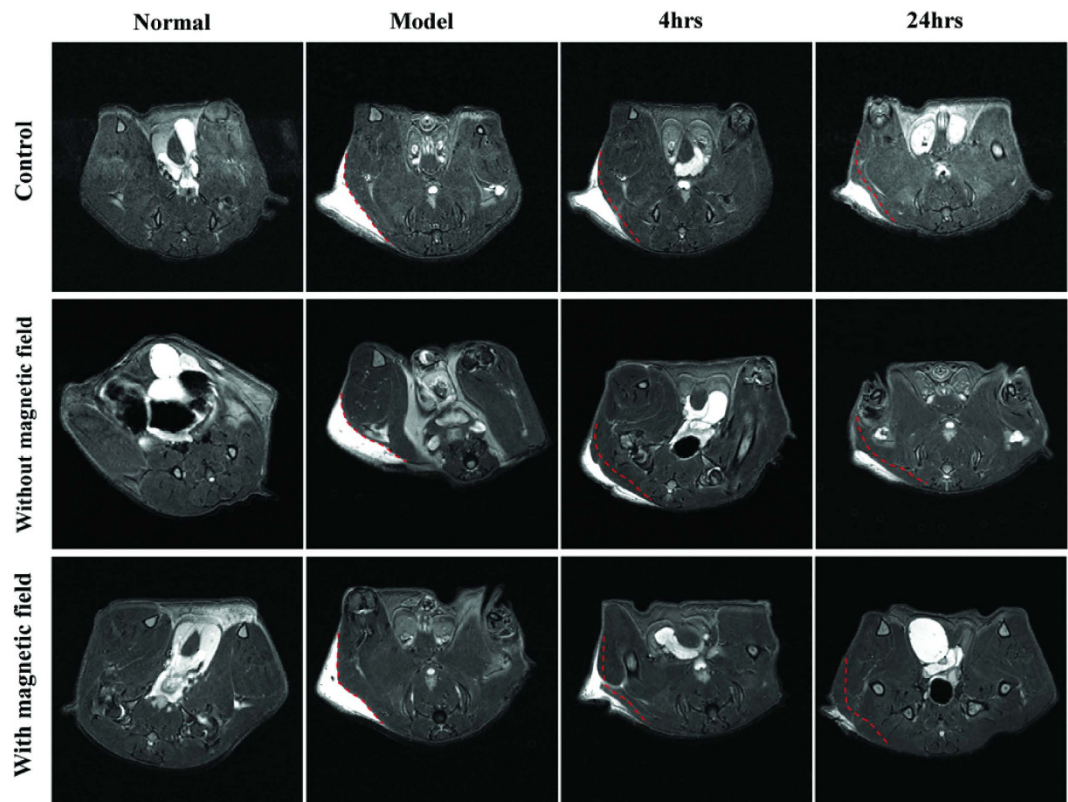 Normal Model 4hrs 24hrs
Control
Without magnetic field
With magnetic field